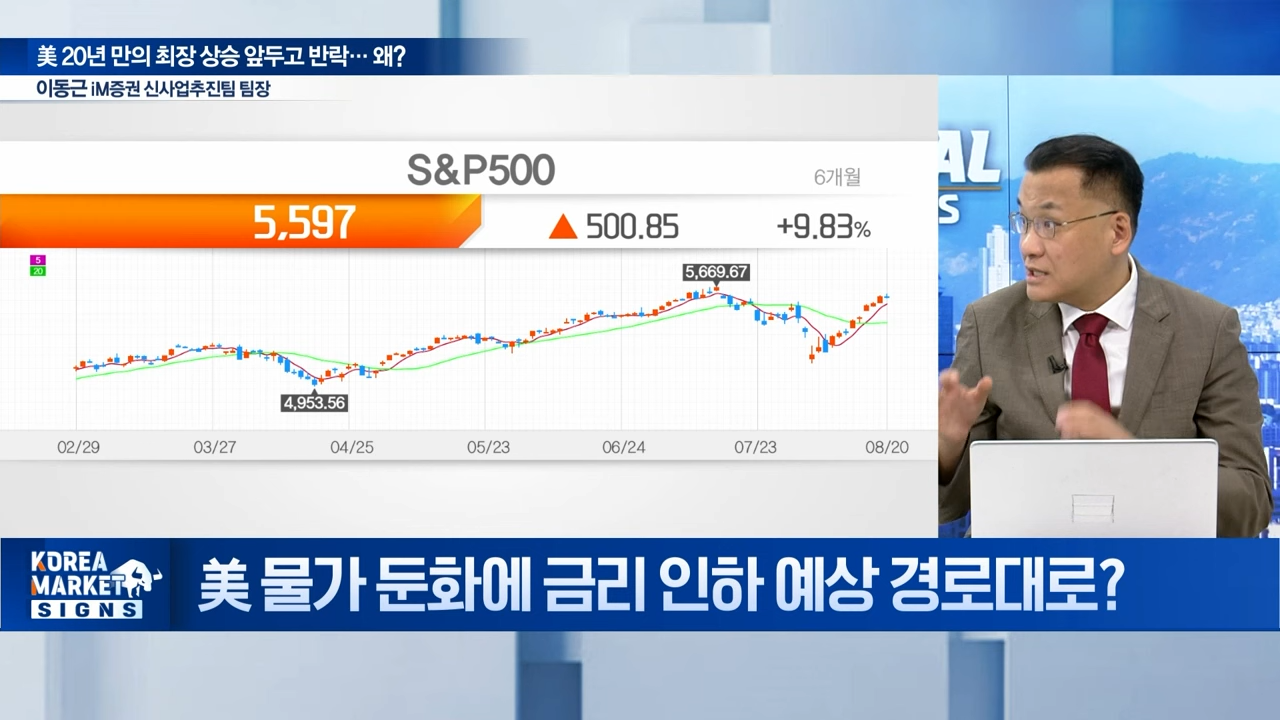 美 20년 만의 최장 상승 앞두고 반락… 왜?
이동근 iM증권 신사업추진팀 팀장
S&P500
6개월
5,597 ▲ 500.85 +9.83%
5
20
5,669.67
4,953.56
02/29 03/27 04/25 05/23 06/24 07/23 08/20
AL
S
KOREA
MARKET
SIGNS
美 물가 둔화에 금리 인하 예상 경로대로?